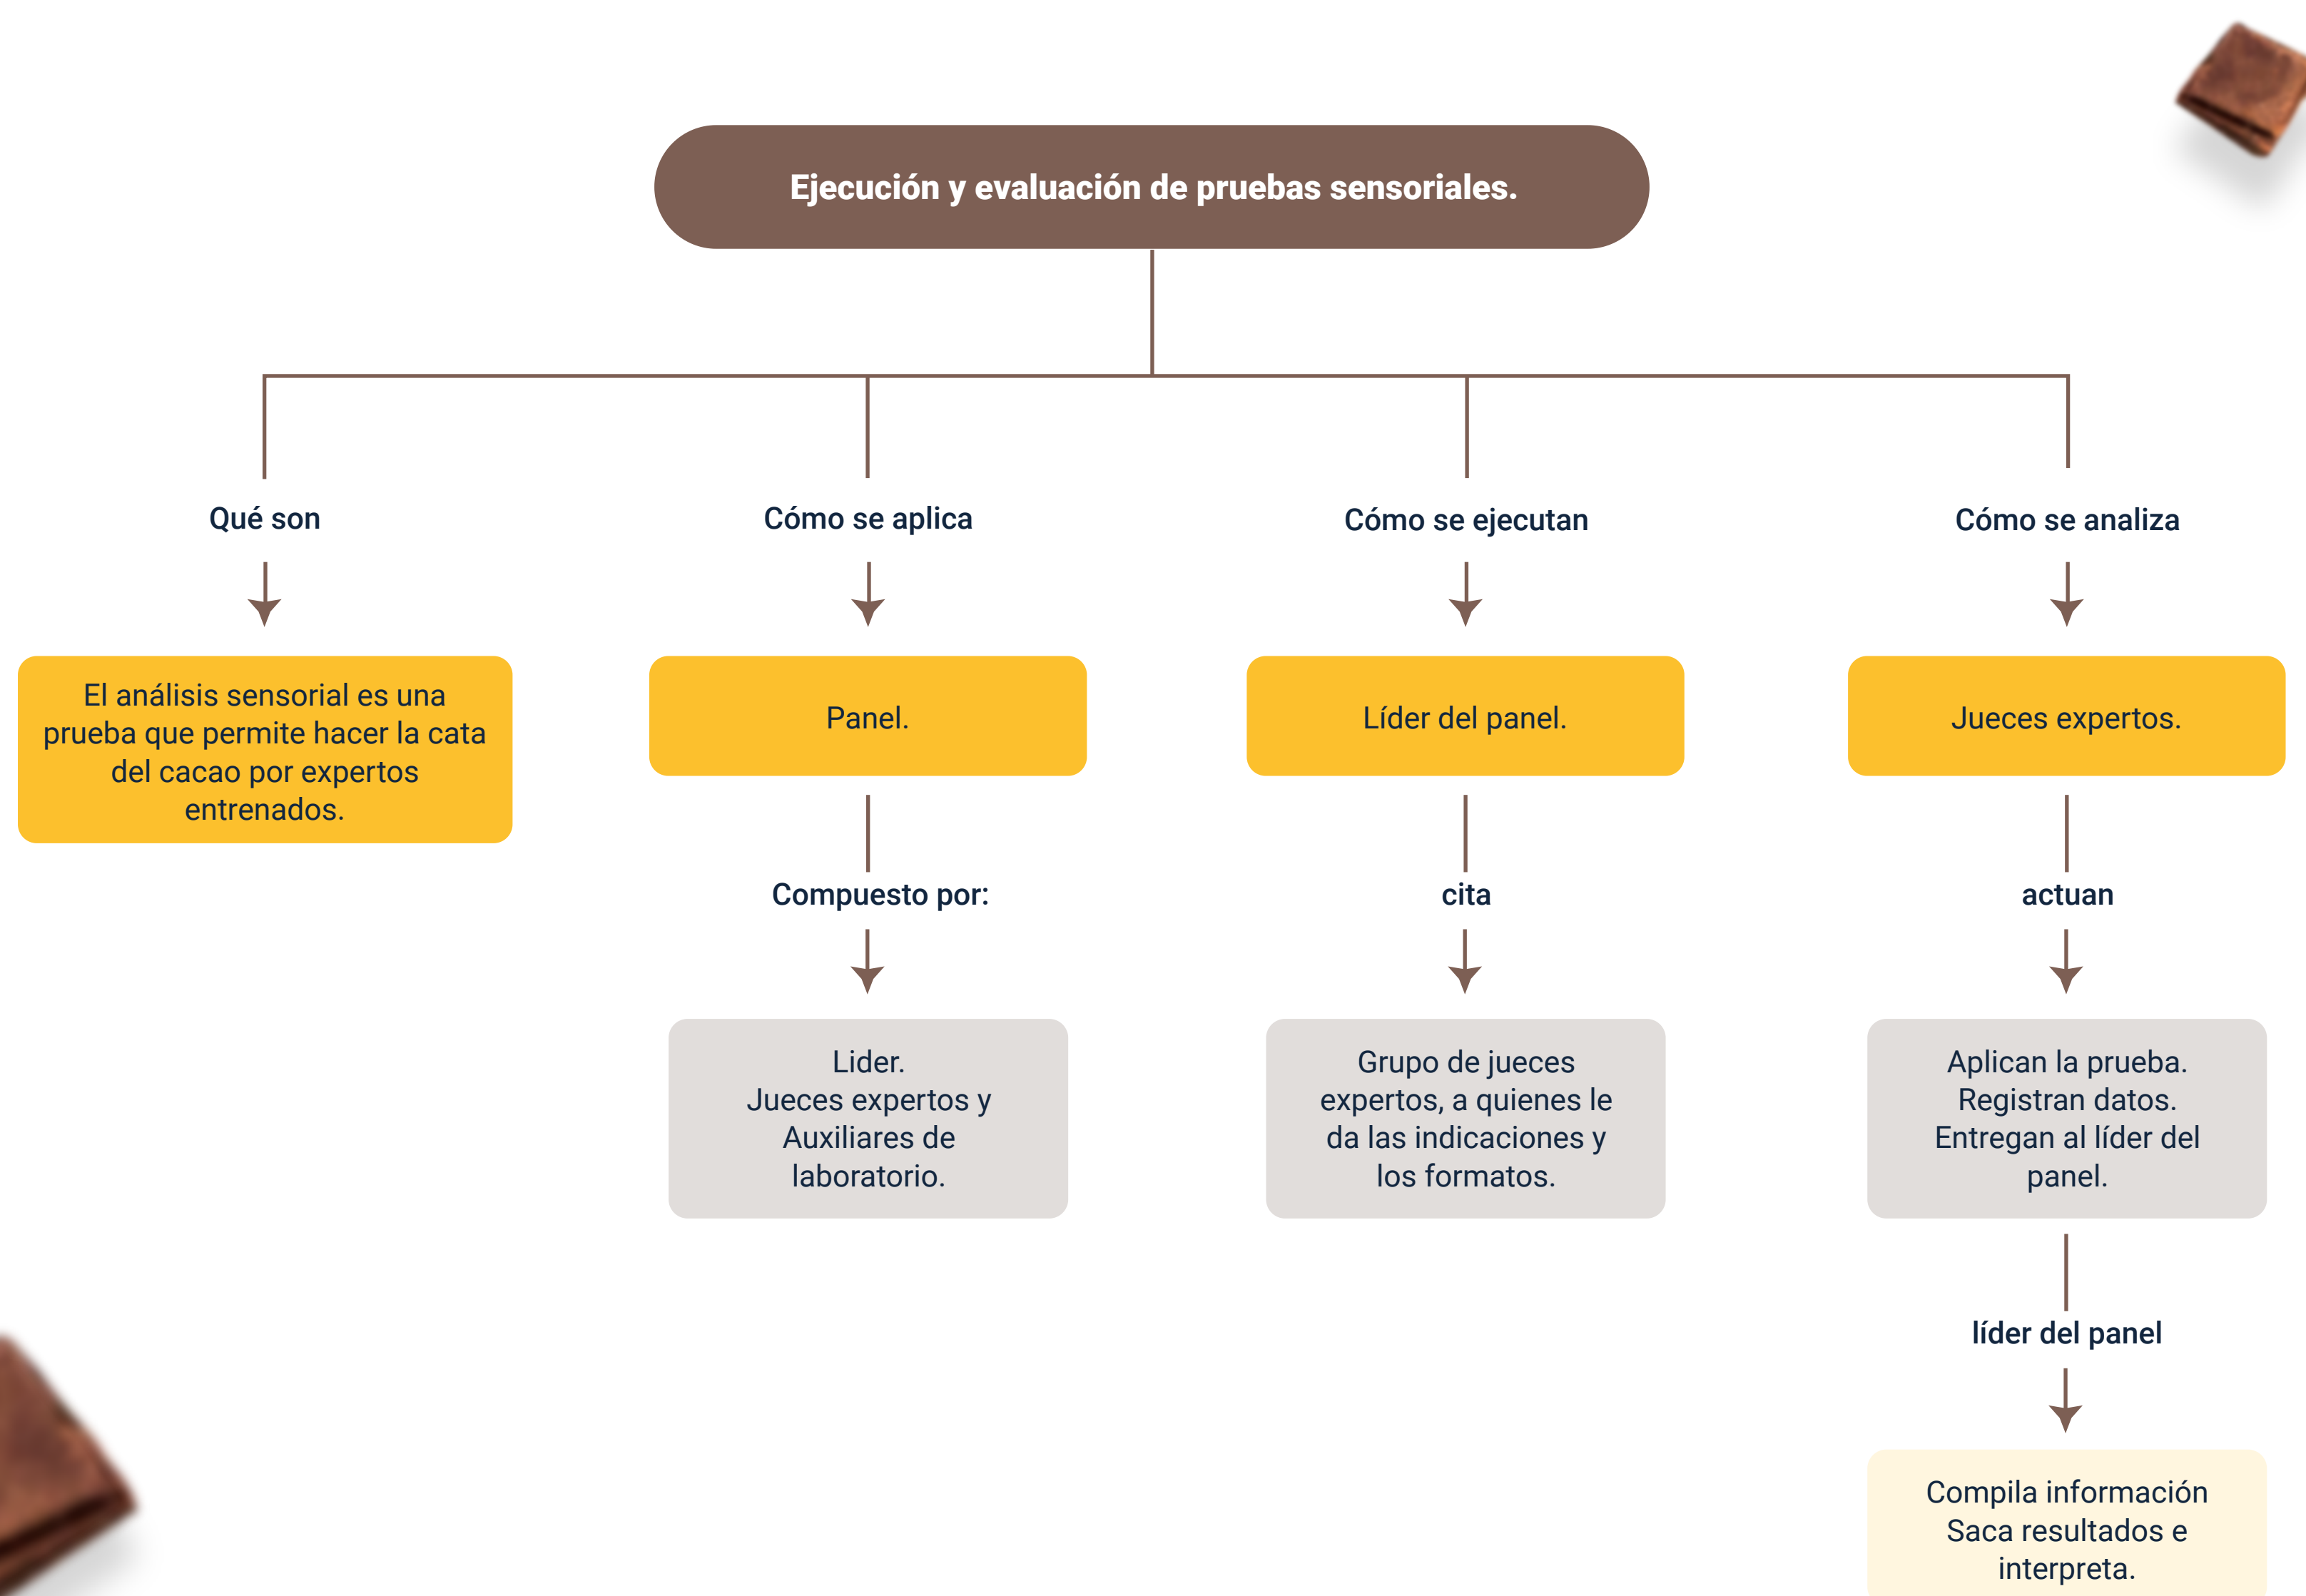 Ejecución y evaluación de pruebas sensoriales.
Qué son
Cómo se aplica
Cómo se ejecutan
Cómo se analiza
El análisis sensorial es una
prueba que permite hacer la cata
del cacao por expertos
entrenados.
Panel.
Líder del panel.
Jueces expertos.
Compuesto por:
cita
actuan
Lider.
Jueces expertos y
Auxiliares de
laboratorio.
Grupo de jueces
expertos, a quienes le
da las indicaciones y
los formatos.
Aplican la prueba.
Registran datos.
Entregan al líder del
panel.
líder del panel
Compila información
Saca resultados e
interpreta.